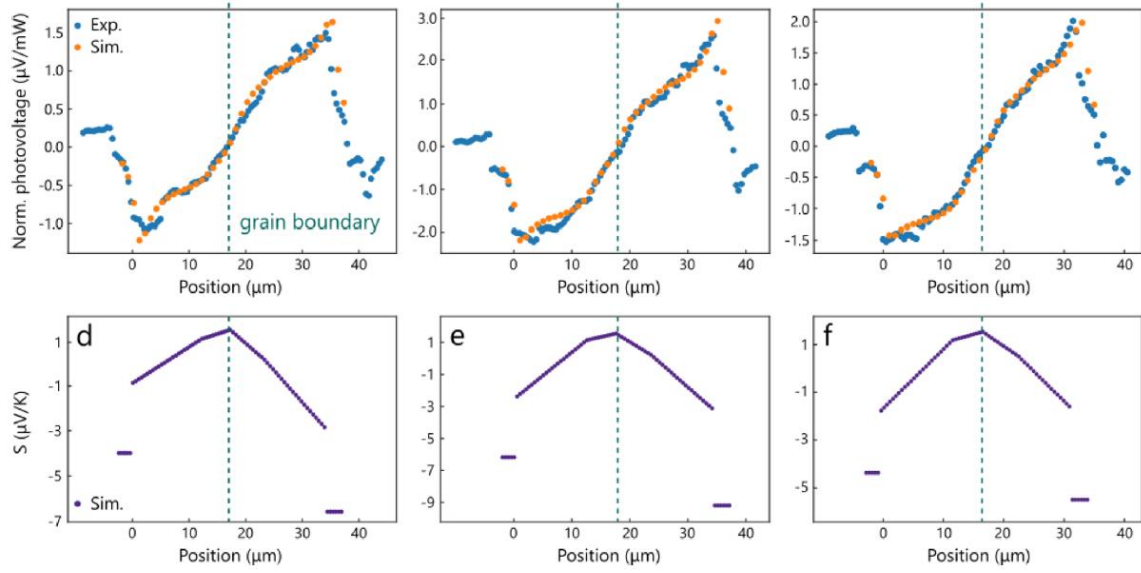 Norm. photovoltage (µV/mW)
1.5
1.0
0.5
0.0
-0.5
-1.0
Exp.
Sim.
grain boundary
0 10 20 30 40
Position (µm)
3.0
2.0
1.0
0.0
-1.0
-2.0
0 10 20 30 40
Position (µm)
2.0
1.5
1.0
0.5
0.0
-0.5
-1.0
-1.5
0 10 20 30 40
Position (µm)
S (µV/K)
d
1
-1
-3
-5
-7
Sim.
0 10 20 30 40
Position (µm)
e
1
-1
-3
-5
-7
-9
0 10 20 30 40
Position (µm)
f
1
-1
-3
-5
0 10 20 30 40
Position (µm)